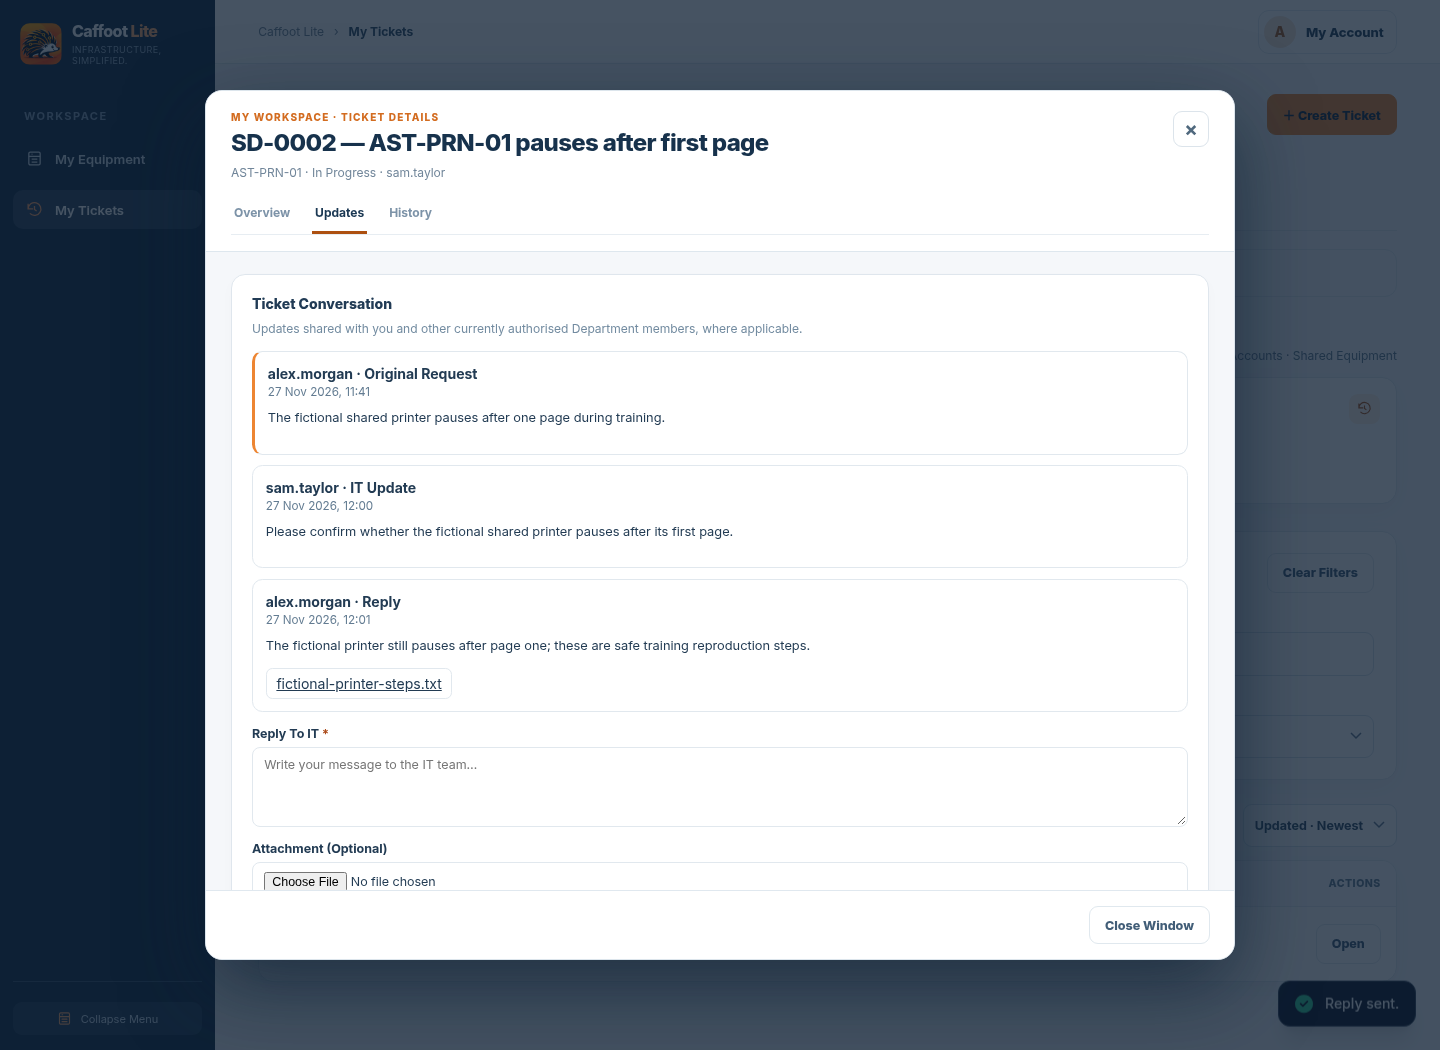 Caffoot Lite
INFRASTRUCTURE,
SIMPLIFIED.
WORKSPACE
My Equipment
My Tickets
Collapse Menu
Caffoot Lite › My Tickets
A My Account
+ Create Ticket
MY WORKSPACE · TICKET DETAILS
SD-0002 — AST-PRN-01 pauses after first page
AST-PRN-01 · In Progress · sam.taylor
×
Overview Updates History
Ticket Conversation
Updates shared with you and other currently authorised Department members, where applicable.
alex.morgan · Original Request
27 Nov 2026, 11:41
The fictional shared printer pauses after one page during training.
sam.taylor · IT Update
27 Nov 2026, 12:00
Please confirm whether the fictional shared printer pauses after its first page.
alex.morgan · Reply
27 Nov 2026, 12:01
The fictional printer still pauses after page one; these are safe training reproduction steps.
fictional-printer-steps.txt
Reply To IT *
Write your message to the IT team...
Attachment (Optional)
Choose File No file chosen
Close Window
Accounts · Shared Equipment
Clear Filters
Updated · Newest
ACTIONS
Open
Reply sent.